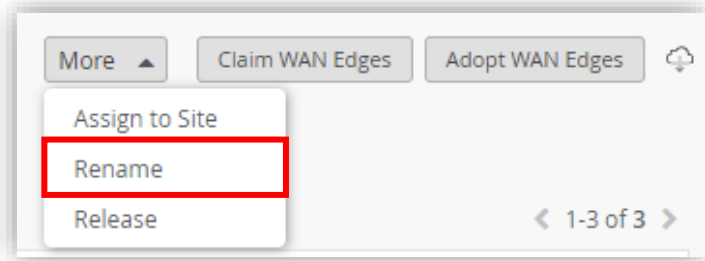 More Claim WAN Edges Adopt WAN Edges
Assign to Site
Rename
Release
1-3 of 3